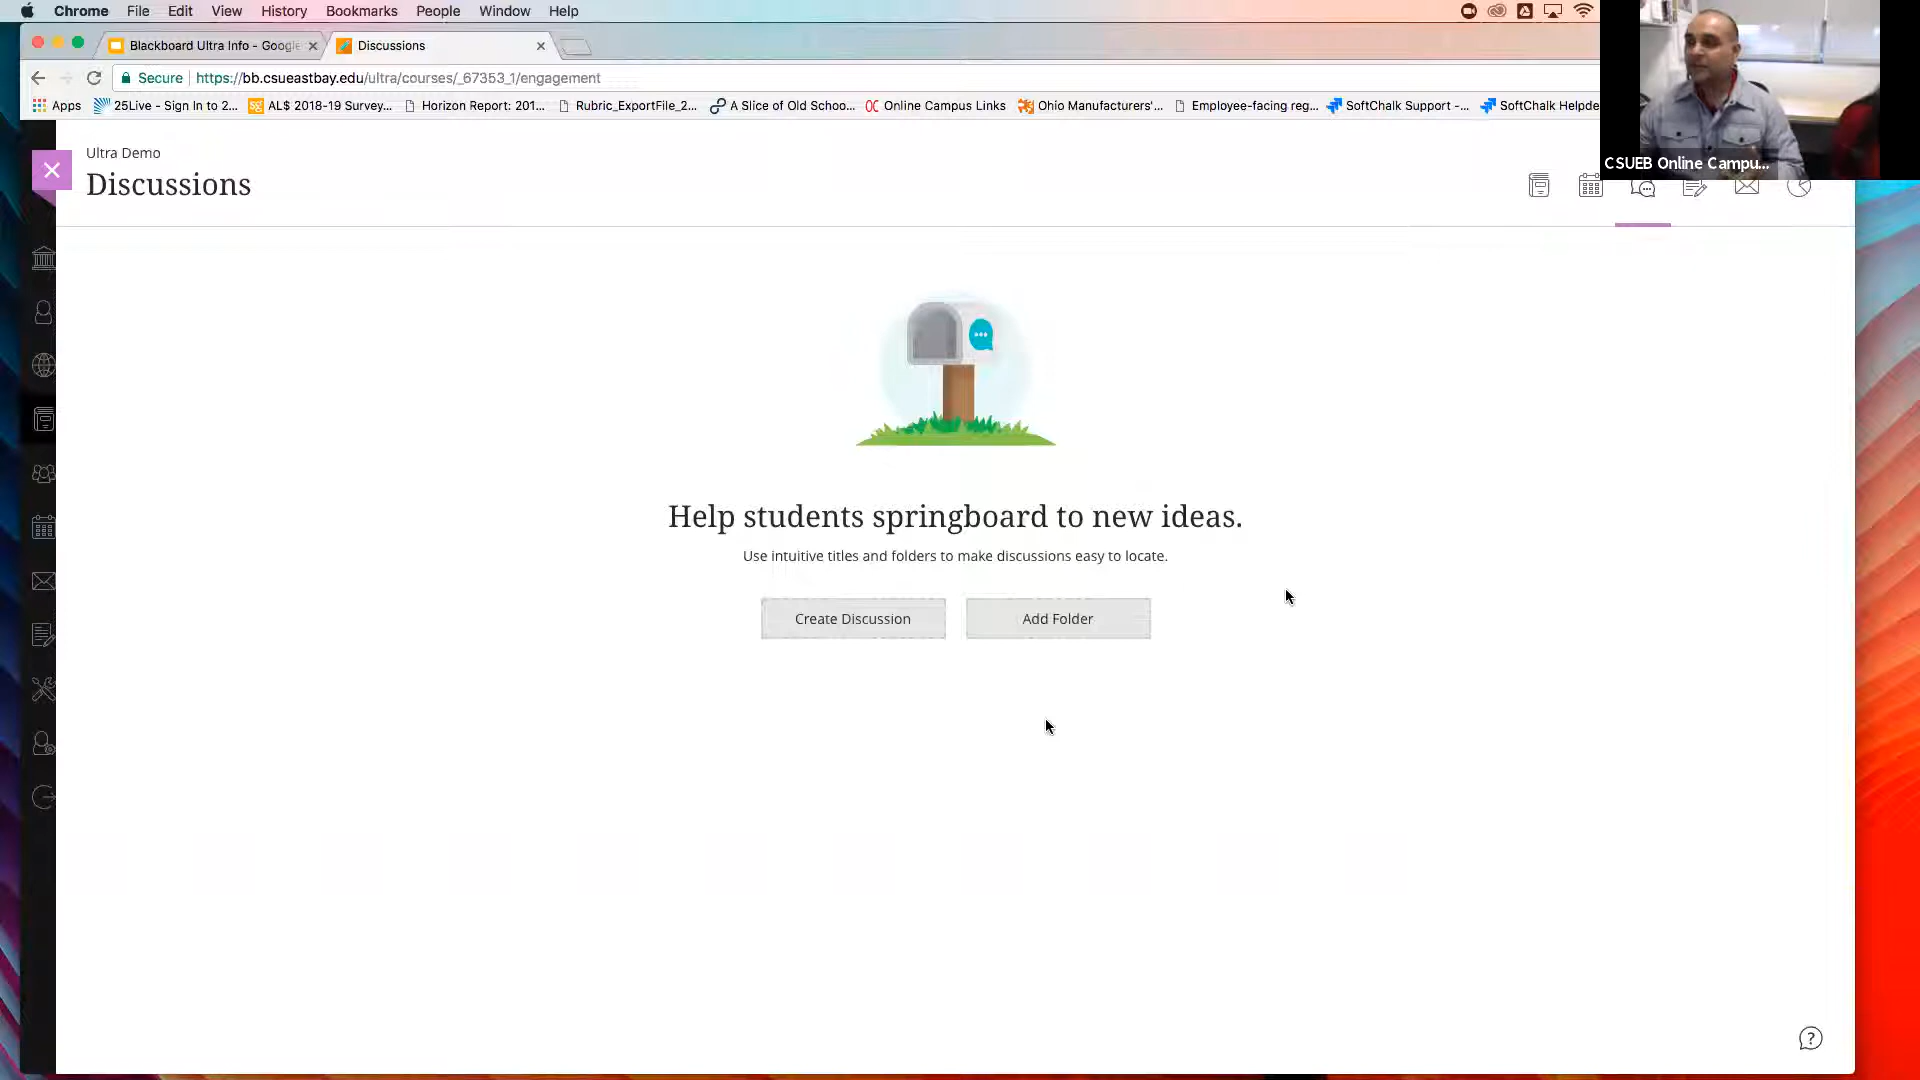 Chrome File Edit View History Bookmarks People Window Help
Blackboard Ultra Info - Google
Discussions
Secure https://bb.csueastbay.edu/ultra/courses/_67353_1/engagement
Apps 25Live - Sign In to 2... AL$ 2018-19 Survey... Horizon Report: 201... Rubric_ExportFile_2... A Slice of Old Schoo... Online Campus Links Ohio Manufacturers'... Employee-facing reg... SoftChalk Support -... SoftChalk Helpde
CSUEB Online Campu...
Ultra Demo
Discussions
Help students springboard to new ideas.
Use intuitive titles and folders to make discussions easy to locate.
Create Discussion Add Folder